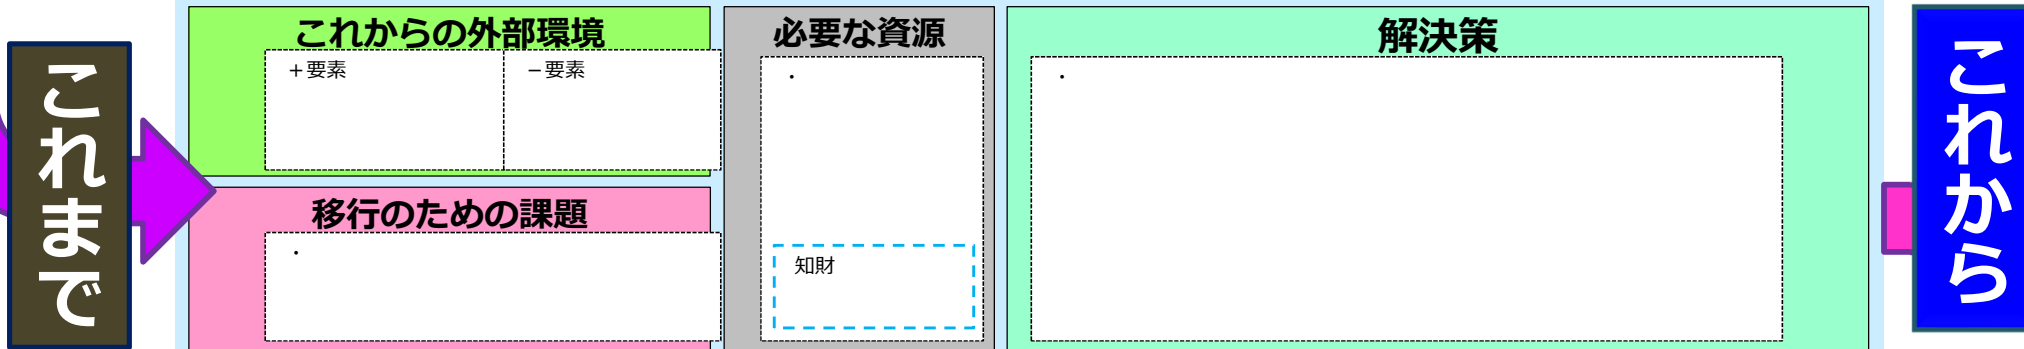 これまで
これからの外部環境
＋要素
－要素
移行のための課題
・
必要な資源
・
知財
解決策
・
これから